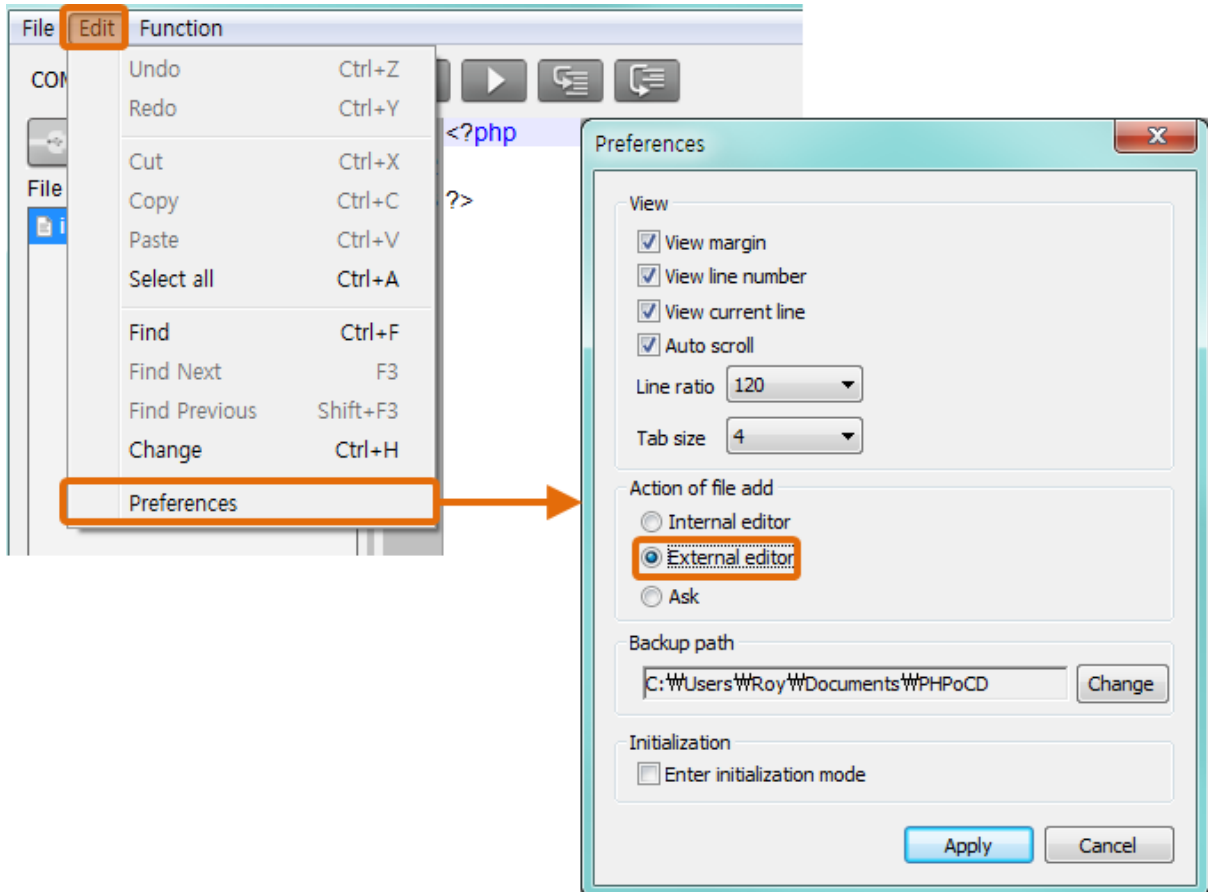 File Edit Function
Undo Ctrl+Z
Redo Ctrl+Y
Cut Ctrl+X
Copy Ctrl+C
Paste Ctrl+V
Select all Ctrl+A
Find Ctrl+F
Find Next F3
Find Previous Shift+F3
Change Ctrl+H
Preferences
File
<?php
?>
Preferences
View
View margin
View line number
View current line
Auto scroll
Line ratio 120
Tab size 4
Action of file add
Internal editor
External editor
Ask
Backup path
C:₩Users₩Roy₩Documents₩PHPoCD Change
Initialization
Enter initialization mode
Apply Cancel